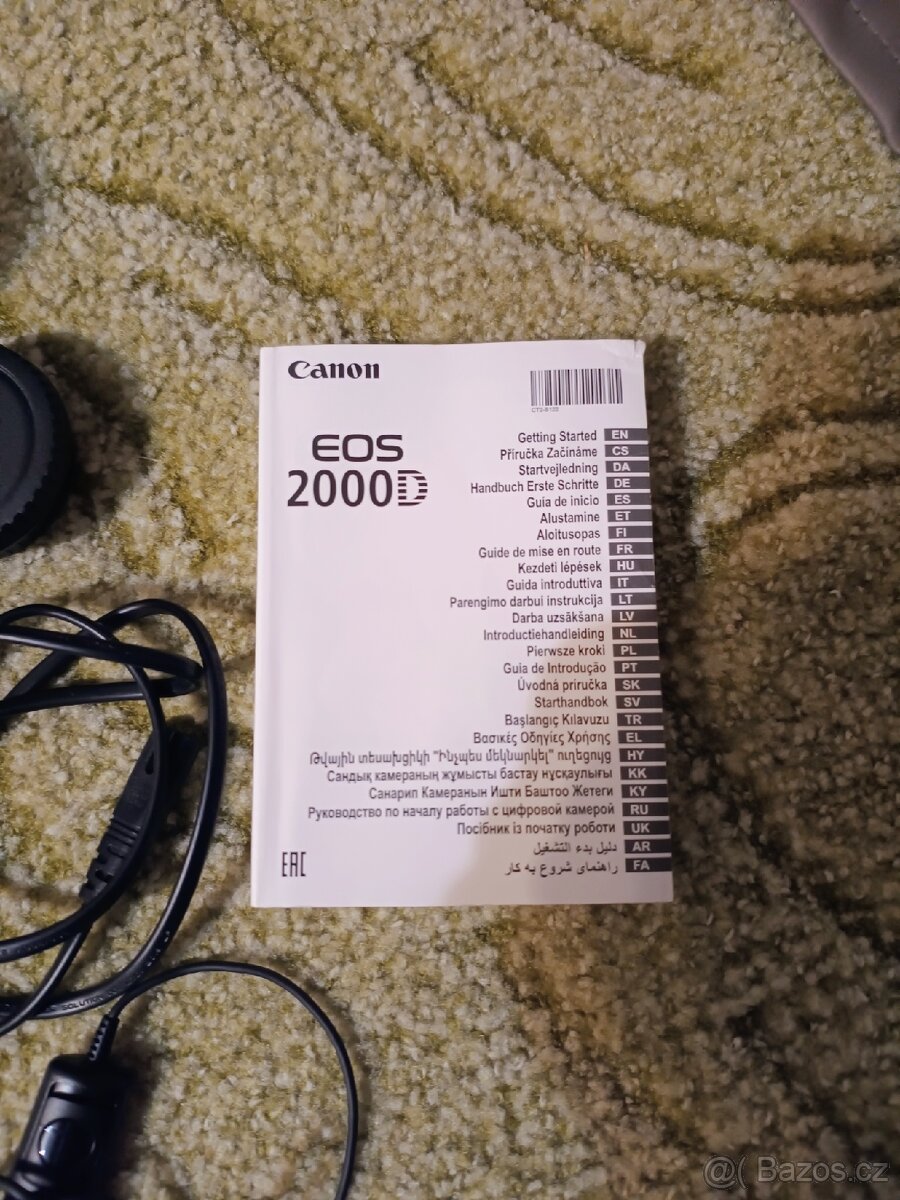 Canon
CT2-B139
EOS
2000D
Getting Started EN
Příručka Začínáme CS
Startvejledning DA
Handbuch Erste Schritte DE
Guía de inicio ES
Alustamine ET
Aloitusopas FI
Guide de mise en route FR
Kezdeti lépések HU
Guida introduttiva IT
Parengimo darbui instrukcija LT
Darba uzsākšana LV
Introductiehandleiding NL
Pierwsze kroki PL
Guia de Introdução PT
Úvodná príručka SK
Starthandbok SV
Başlangıç Kılavuzu TR
Βασικές Οδηγίες Χρήσης EL
Թվային տեսախցիկի "Ինչպես մեկնարկել" ուղեցույց HY
Сандық камераның жұмысты бастау нұсқаулығы KK
Санарип Камеранын Ишти Баштоо Жетеги KY
Руководство по началу работы с цифровой камерой RU
Посібник із початку роботи UK
دليل بدء التشغيل AR
راهنمای شروع به کار FA
EAC
@( Bazos.cz